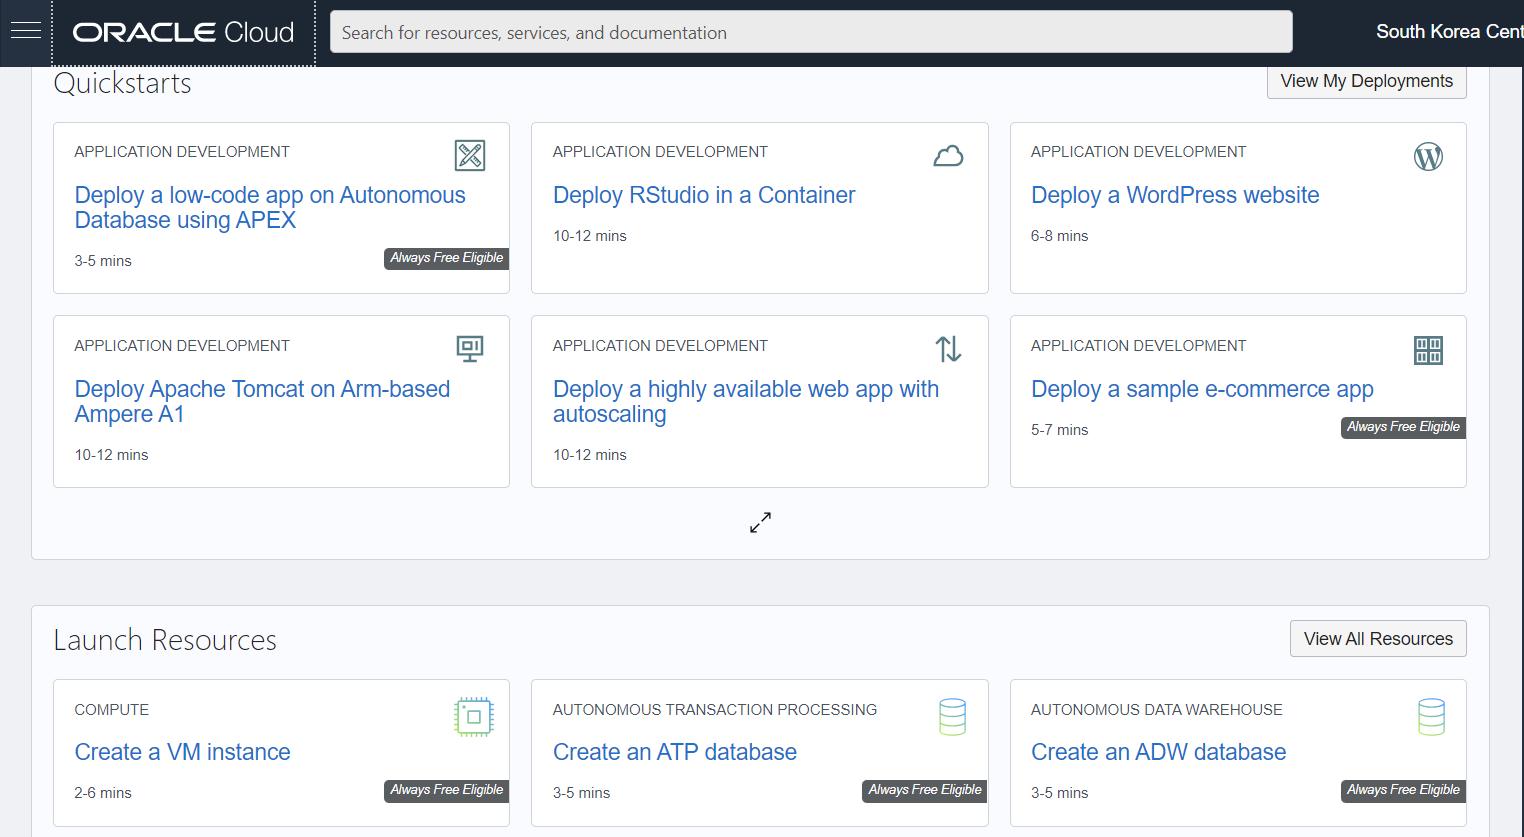 ORACLE Cloud
Search for resources, services, and documentation
South Korea Cent
Quickstarts
View My Deployments
APPLICATION DEVELOPMENT
Deploy a low-code app on Autonomous
Database using APEX
3-5 mins
Always Free Eligible
APPLICATION DEVELOPMENT
Deploy RStudio in a Container
10-12 mins
APPLICATION DEVELOPMENT
Deploy a WordPress website
6-8 mins
APPLICATION DEVELOPMENT
Deploy Apache Tomcat on Arm-based
Ampere A1
10-12 mins
APPLICATION DEVELOPMENT
Deploy a highly available web app with
autoscaling
10-12 mins
APPLICATION DEVELOPMENT
Deploy a sample e-commerce app
5-7 mins
Always Free Eligible
Launch Resources
View All Resources
COMPUTE
Create a VM instance
2-6 mins
Always Free Eligible
AUTONOMOUS TRANSACTION PROCESSING
Create an ATP database
3-5 mins
Always Free Eligible
AUTONOMOUS DATA WAREHOUSE
Create an ADW database
3-5 mins
Always Free Eligible